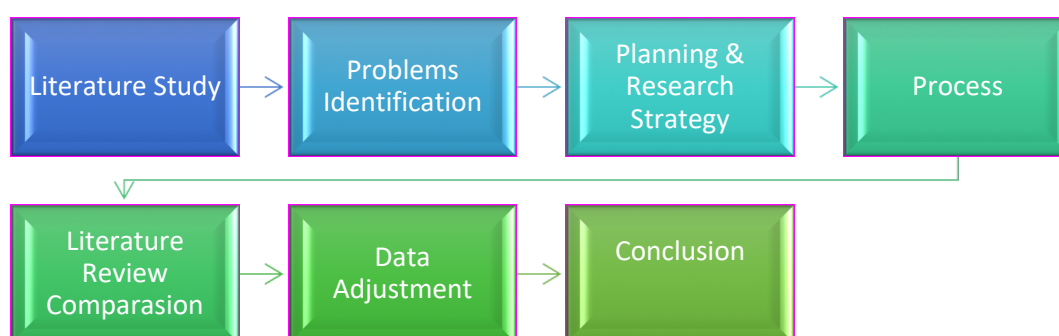 Literature Study
Problems
Identification
Planning &
Research
Strategy
Process
Literature
Review
Comparasion
Data
Adjustment
Conclusion